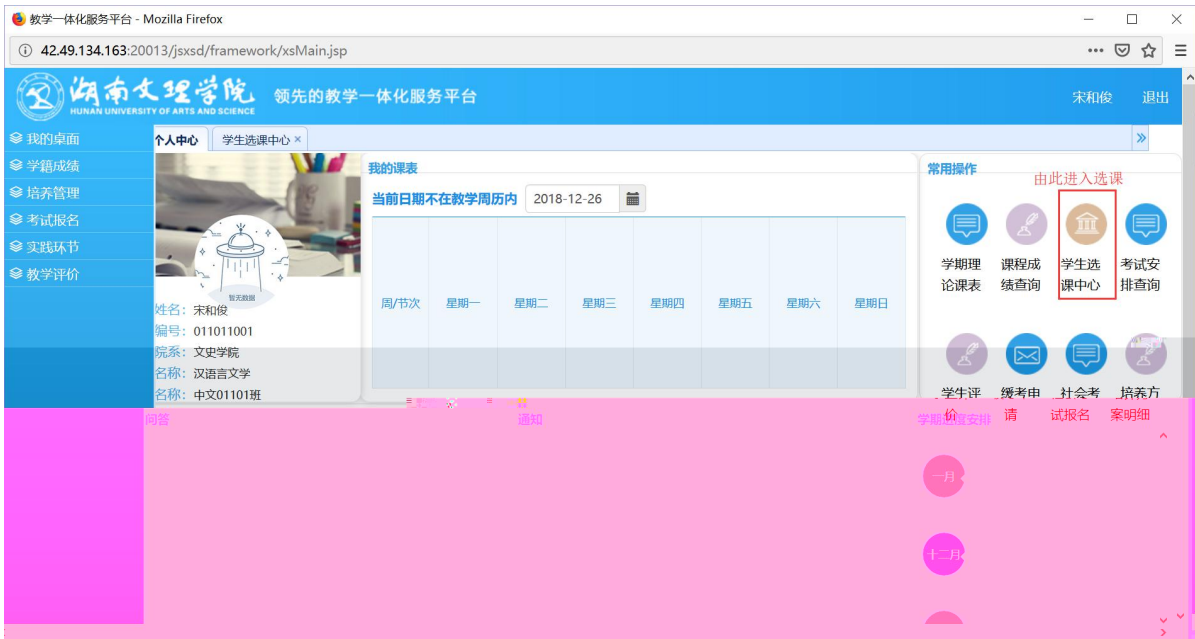 教学一体化服务平台 - Mozilla Firefox
42.49.134.163:20013/jsxsd/framework/xsMain.jsp
湖南文理学院
HUNAN UNIVERSITY OF ARTS AND SCIENCE
领先的教学一体化服务平台
宋和俊 退出
我的桌面
学籍成绩
培养管理
考试报名
实践环节
教学评价
个人中心 学生选课中心 ×
暂无数据
姓名：宋和俊
编号：011011001
院系：文史学院
名称：汉语言文学
名称：中文01101班
我的课表
当前日期不在教学周历内 2018-12-26
周/节次 星期一 星期二 星期三 星期四 星期五 星期六 星期日
常用操作
由此进入选课
学期理论课表
课程成绩查询
学生选课中心
考试安排查询
学生评价
缓考申请
社会考试报名
培养方案明细
问答
通知
学期进度安排
一月
十二月